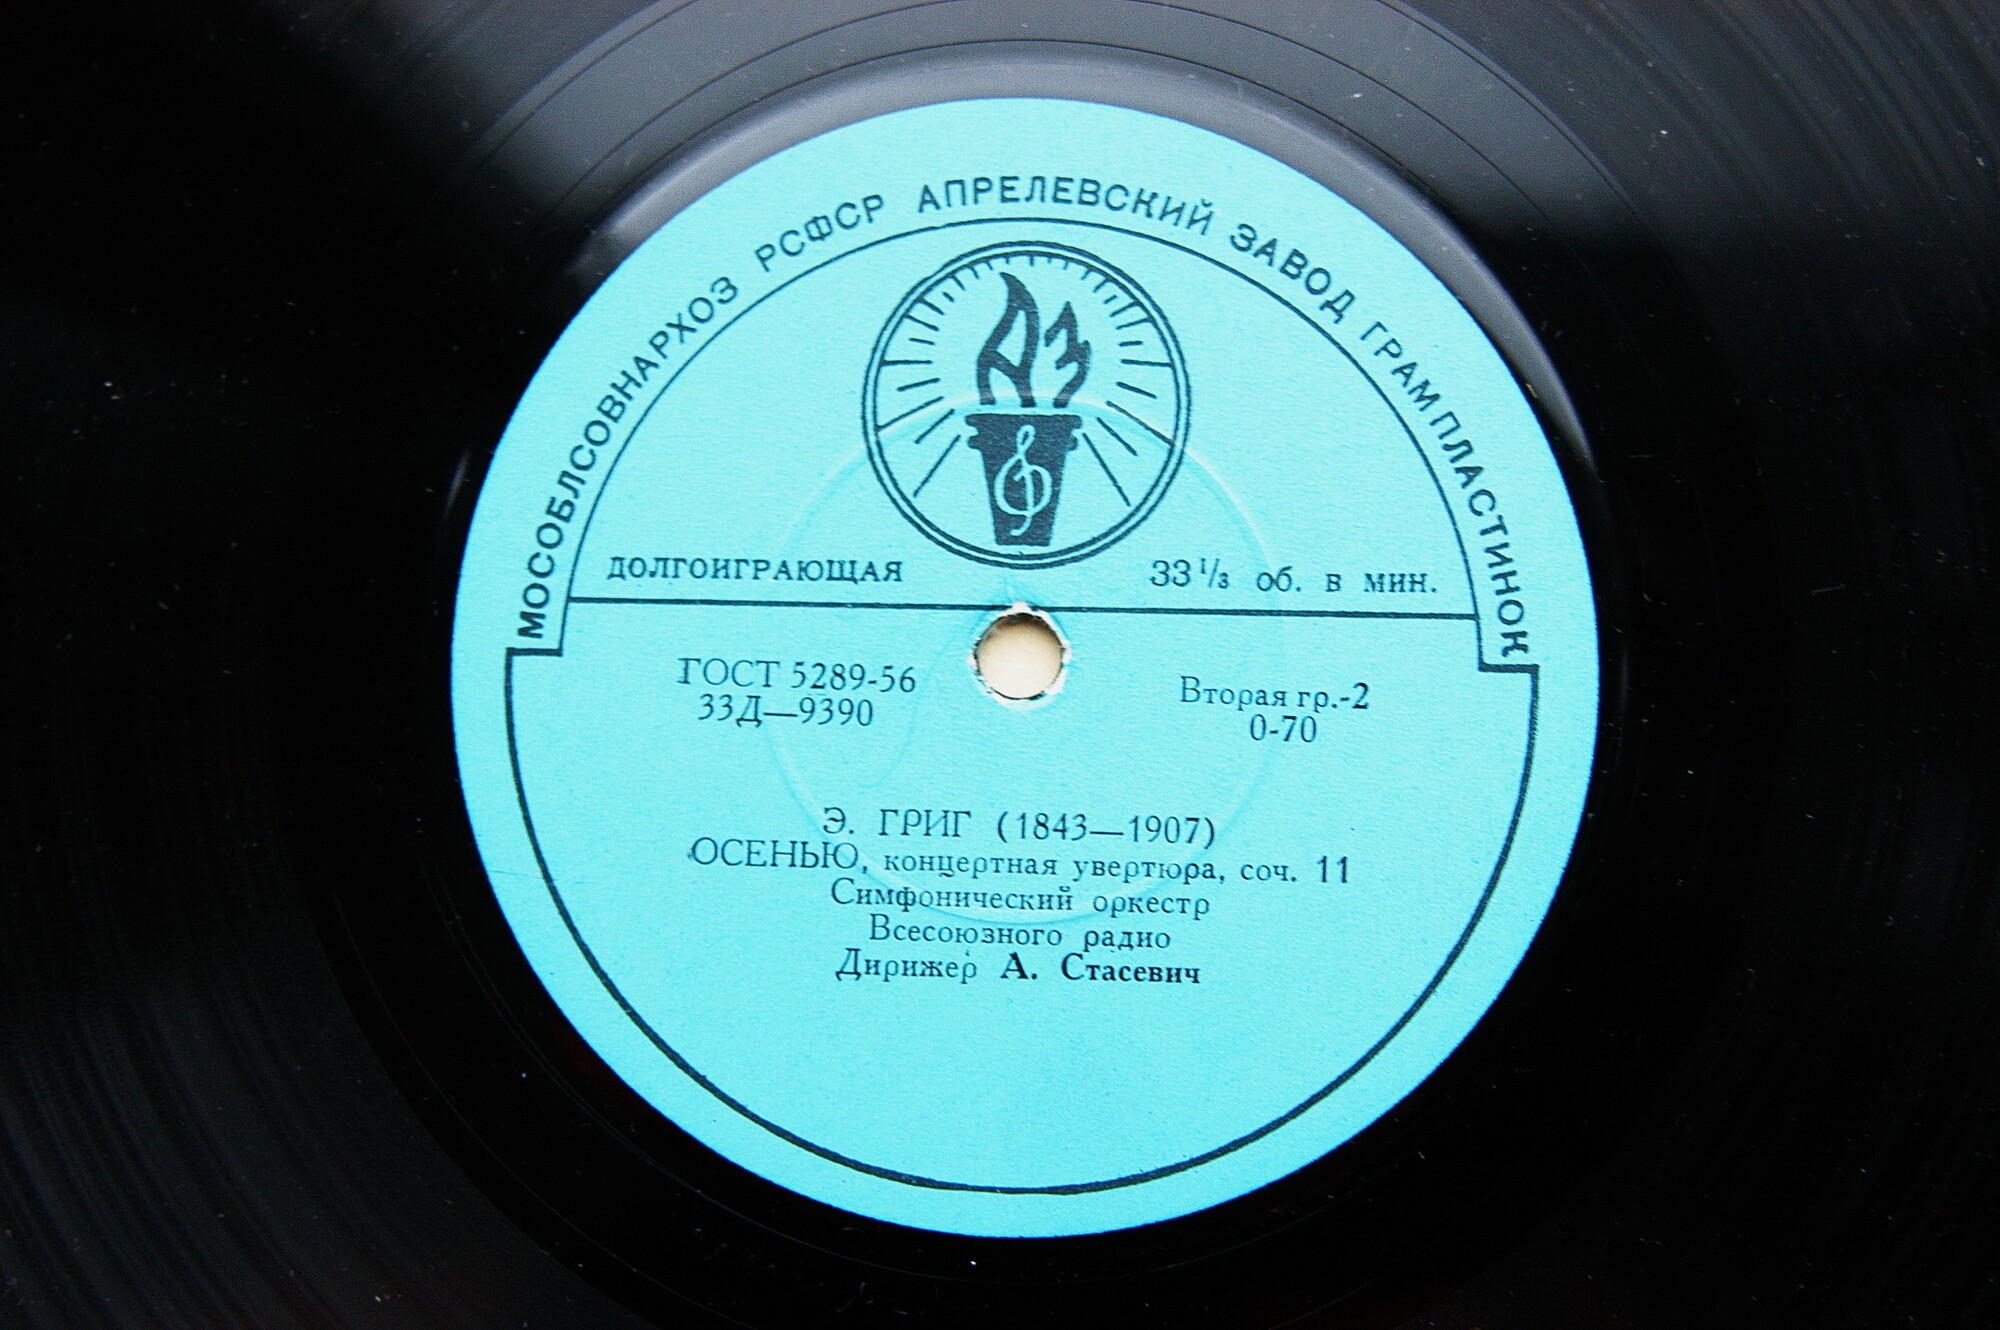 МОСОБЛСОВНАРХОЗ РСФСР АПРЕЛЕВСКИЙ ЗАВОД ГРАМПЛАСТИНОК
АЗ
ДОЛГОИГРАЮЩАЯ 33 1/3 об. в мин.
ГОСТ 5289-56 Вторая гр.-2
33Д—9390 0-70
Э. ГРИГ (1843—1907)
ОСЕНЬЮ, концертная увертюра, соч. 11
Симфонический оркестр
Всесоюзного радио
Дирижер А. Стасевич